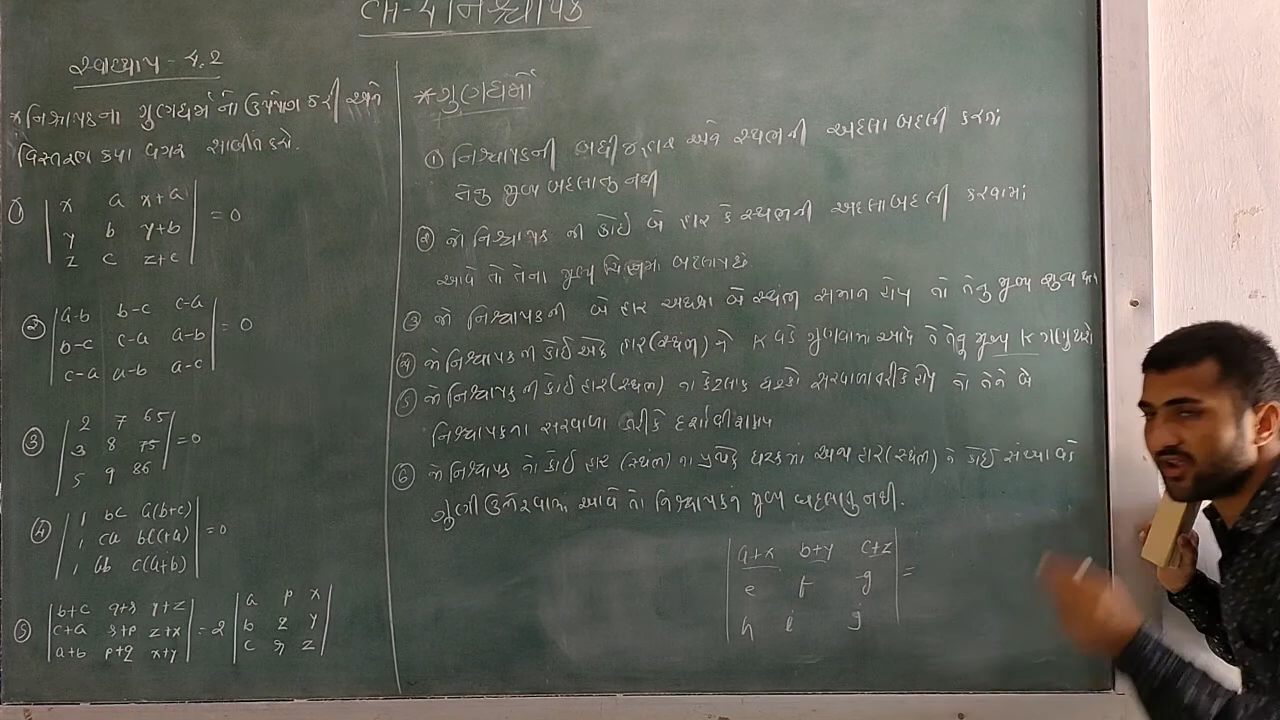 CH-4 નિશ્ચાયક
સ્વાધ્યાય - 4.2
* નિશ્ચાયકના ગુણધર્મોનો ઉપયોગ કરી અને
વિસ્તરણ કર્યા વગર સાબીત કરો.
① | x a x+a |
| y b y+b | = 0
| z c z+c |
② | a-b b-c c-a |
| b-c c-a a-b | = 0
| c-a a-b a-c |
③ | 2 7 65 |
| 3 8 75 | = 0
| 5 9 86 |
④ | 1 bc a(b+c) |
| 1 ca b(c+a) | = 0
| 1 ab c(a+b) |
⑤ | b+c q+r y+z | | a p x |
| c+a r+p z+x | = 2 | b q y |
| a+b p+q x+y | | c r z |
* ગુણધર્મો
① નિશ્ચાયકની બધી હાર અને સ્થંભની અદલા બદલી કરતાં
તેનુ મૂલ્ય બદલાતુ નથી
② જો નિશ્ચાયક ની કોઈ બે હાર કે સ્થંભની અદલાબદલી કરવામાં
આવે તો તેના મૂલ્ય ચિહ્નમાં બદલાય છે.
③ જો નિશ્ચાયકની બે હાર અથવા બે સ્થંભ સમાન હોય તો તેનુ મૂલ્ય શૂન્ય થાય
④ જો નિશ્ચાયક ની કોઈ એક હાર(સ્થંભ) ને K વડે ગુણવામાં આવે તે તેનુ મૂલ્ય K ગણુ થશે
⑤ જો નિશ્ચાયક ની કોઈ હાર(સ્થંભ) ના કેટલાક ઘટકો સરવાળા તરીકે હોય તો તેને બે
નિશ્ચાયકના સરવાળા તરીકે દર્શાવી શકાય
⑥ જો નિશ્ચાયક ની કોઈ હાર (સ્થંભ) ના પ્રત્યેક ઘટકમાં અન્ય હાર(સ્થંભ) ને કોઈ સંખ્યા વડે
ગુણી ઉમેરવામાં આવે તો નિશ્ચાયકનું મૂલ્ય બદલાતુ નથી.
| a+x b+y c+z |
| e f g | =
| h i j |